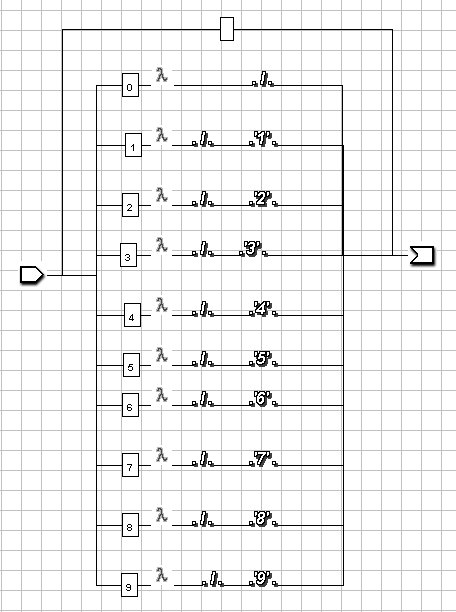 0 λ .I.
1 λ .I. .'1'.
2 λ .I. .'2'.
3 λ .I. .'3'.
4 λ .I. .'4'.
5 λ .I. .'5'.
6 λ .I. .'6'.
7 λ .I. .'7'.
8 λ .I. .'8'.
9 λ .I. .'9'.